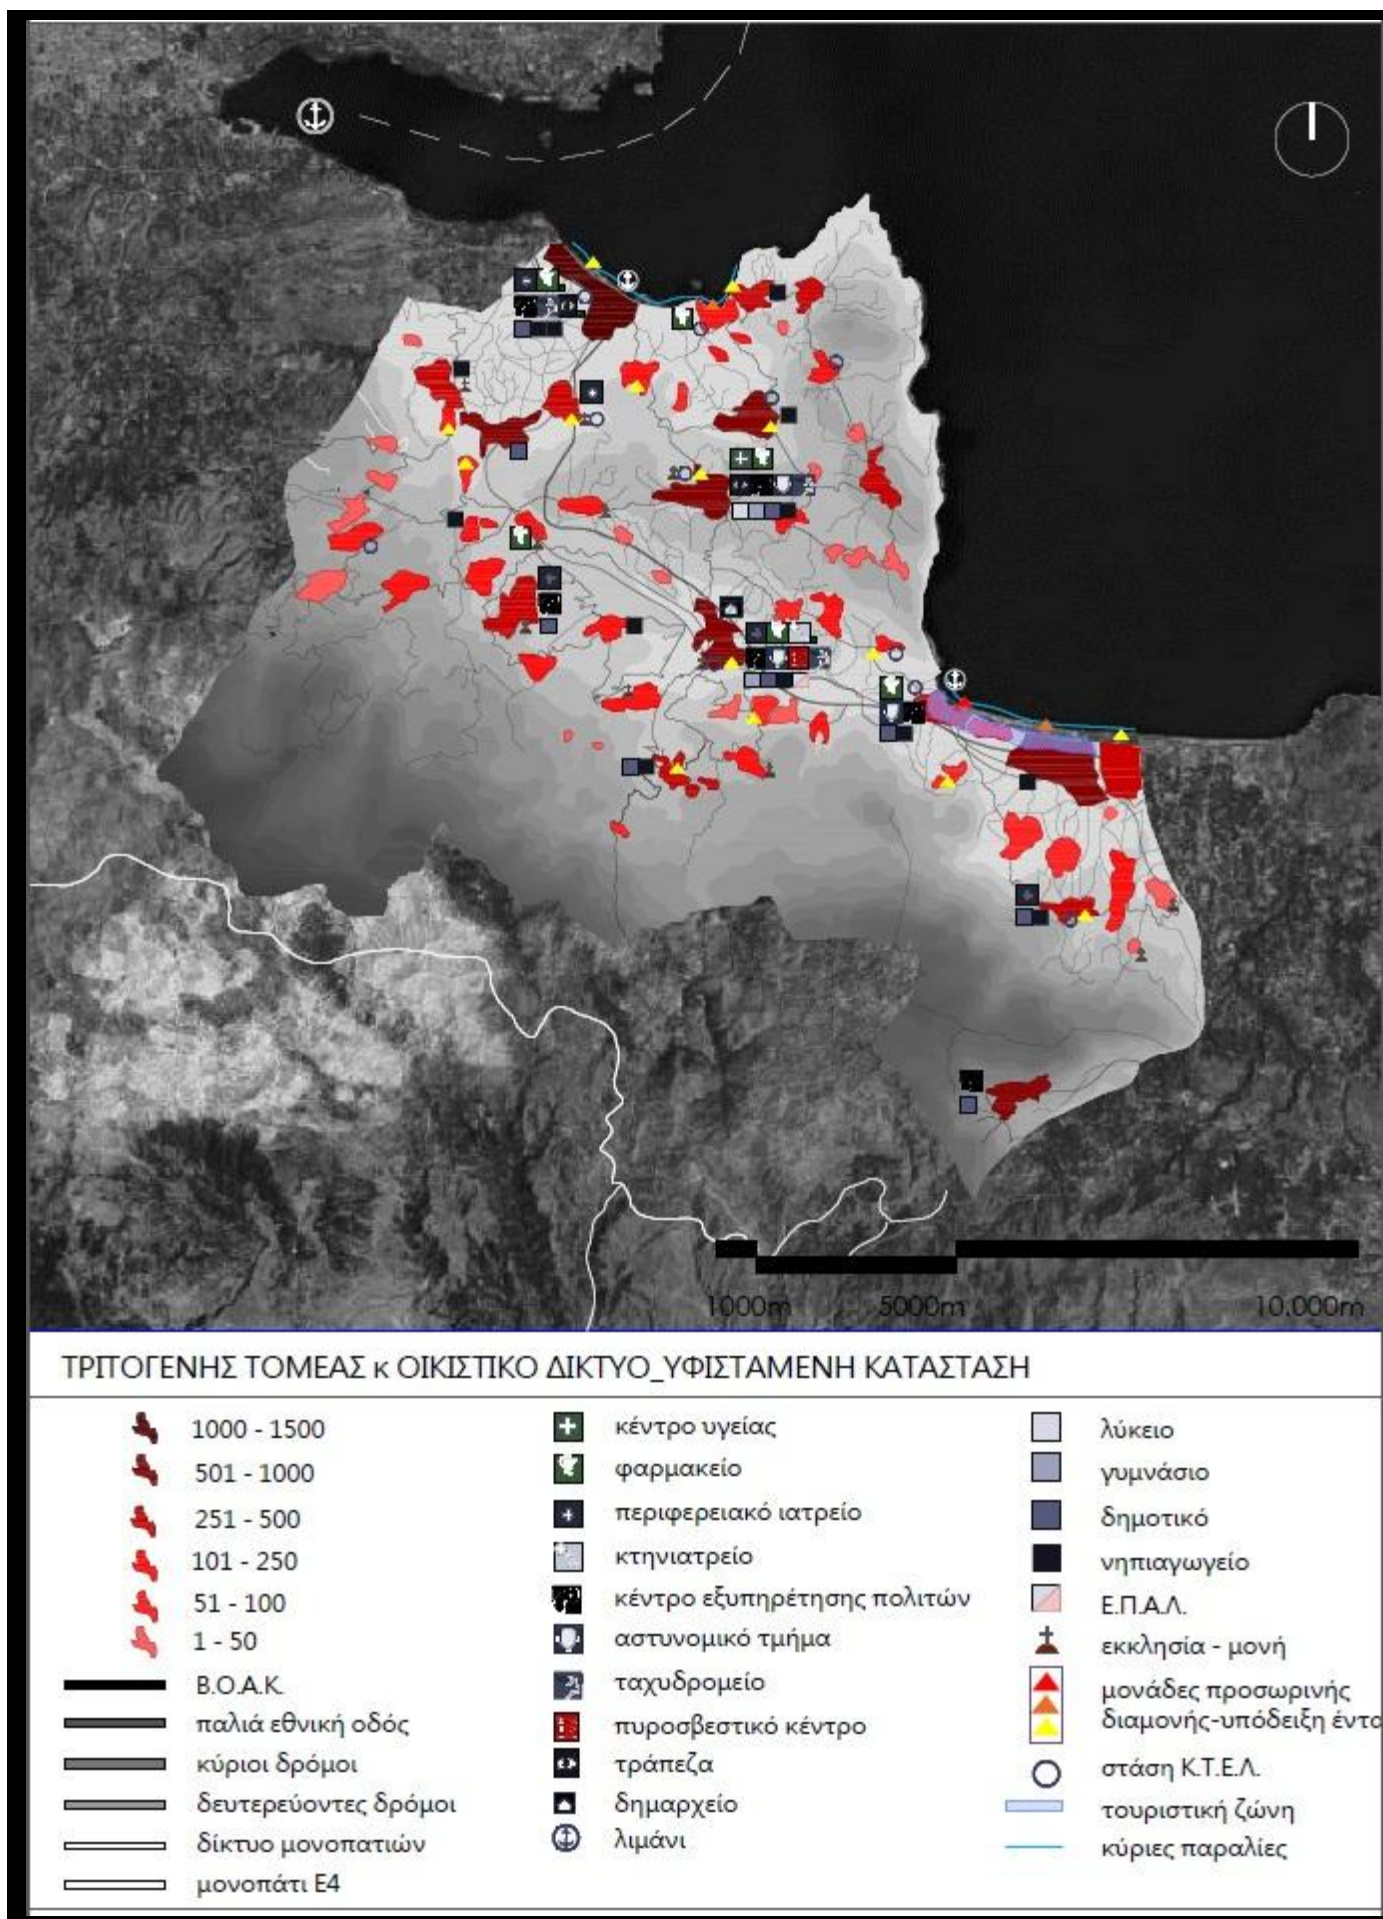 1000m 5000m 10.000m
ΤΡΙΤΟΓΕΝΗΣ ΤΟΜΕΑΣ κ ΟΙΚΙΣΤΙΚΟ ΔΙΚΤΥΟ_ΥΦΙΣΤΑΜΕΝΗ ΚΑΤΑΣΤΑΣΗ
1000 - 1500
501 - 1000
251 - 500
101 - 250
51 - 100
1 - 50
Β.Ο.Α.Κ.
παλιά εθνική οδός
κύριοι δρόμοι
δευτερεύοντες δρόμοι
δίκτυο μονοπατιών
μονοπάτι Ε4
κέντρο υγείας
φαρμακείο
περιφερειακό ιατρείο
κτηνιατρείο
κέντρο εξυπηρέτησης πολιτών
αστυνομικό τμήμα
ταχυδρομείο
πυροσβεστικό κέντρο
τράπεζα
δημαρχείο
λιμάνι
λύκειο
γυμνάσιο
δημοτικό
νηπιαγωγείο
Ε.Π.Α.Λ.
εκκλησία - μονή
μονάδες προσωρινής
διαμονής-υπόδειξη έντα
στάση Κ.Τ.Ε.Λ.
τουριστική ζώνη
κύριες παραλίες